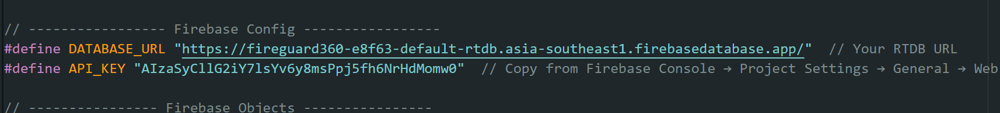 // ----------------- Firebase Config -----------------
#define DATABASE_URL "https://fireguard360-e8f63-default-rtdb.asia-southeast1.firebasedatabase.app/"  // Your RTDB URL
#define API_KEY "AIzaSyCllG2iY7lsYv6y8msPpj5fh6NrHdMomw0"  // Copy from Firebase Console → Project Settings → General → Web
// ---------------- Firebase Objects ----------------